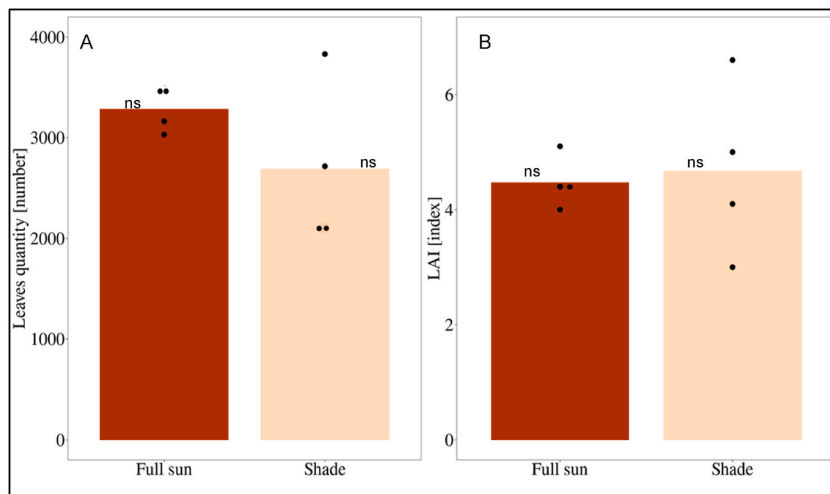 A
4000
ns
3000
ns
2000
1000
0
Leaves quantity [number]
Full sun
Shade
B
6
ns
ns
4
2
0
LAI [index]
Full sun
Shade